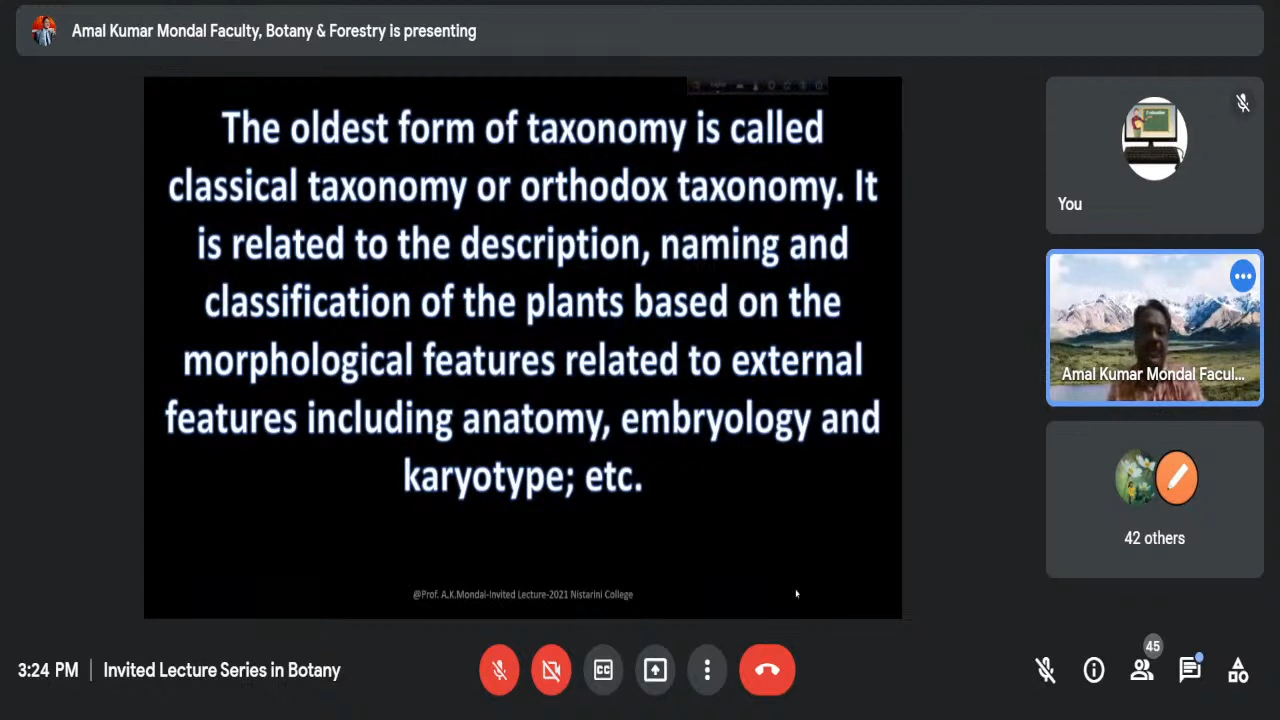 Amal Kumar Mondal Faculty, Botany & Forestry is presenting
The oldest form of taxonomy is called
classical taxonomy or orthodox taxonomy. It
is related to the description, naming and
classification of the plants based on the
morphological features related to external
features including anatomy, embryology and
karyotype; etc.
@Prof. A.K.Mondal-Invited Lecture-2021 Nistarini College
You
Amal Kumar Mondal Facul...
42 others
3:24 PM | Invited Lecture Series in Botany
CC
45